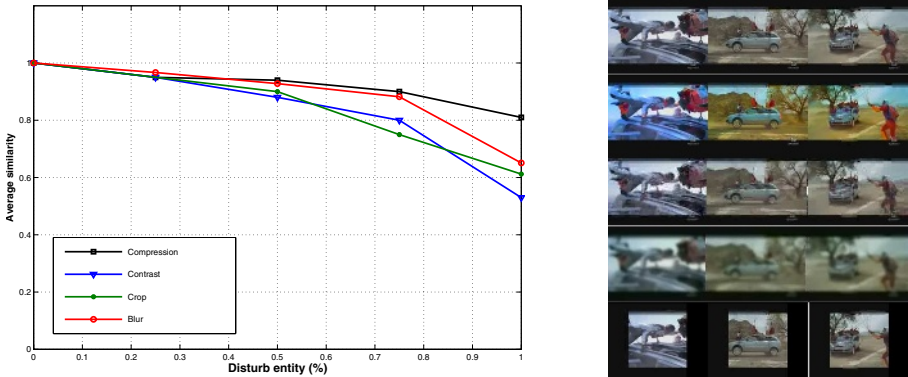 1
0.8
0.6
0.4
0.2
0
Average similarity
Compression
Contrast
Crop
Blur
0 0.1 0.2 0.3 0.4 0.5 0.6 0.7 0.8 0.9 1
Disturb entity (%)